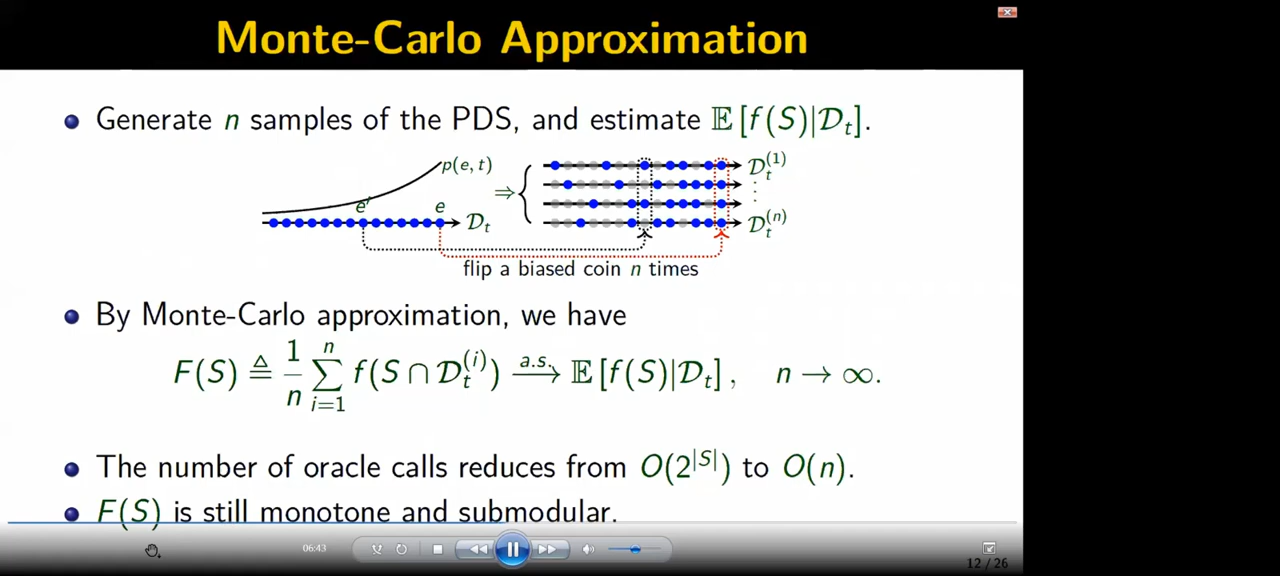 Monte-Carlo Approximation
Generate n samples of the PDS, and estimate 𝔼 [f(S)|𝒟_t].
p(e, t)
e′
e
𝒟_t
⇒
𝒟_t^(1)
⋮
𝒟_t^(n)
flip a biased coin n times
By Monte-Carlo approximation, we have
F(S) ≜ 1/n ∑_{i=1}^{n} f(S ∩ 𝒟_t^(i)) —a.s.→ 𝔼 [f(S)|𝒟_t] , n → ∞.
The number of oracle calls reduces from O(2^|S|) to O(n).
F(S) is still monotone and submodular.
06:43
12 / 26